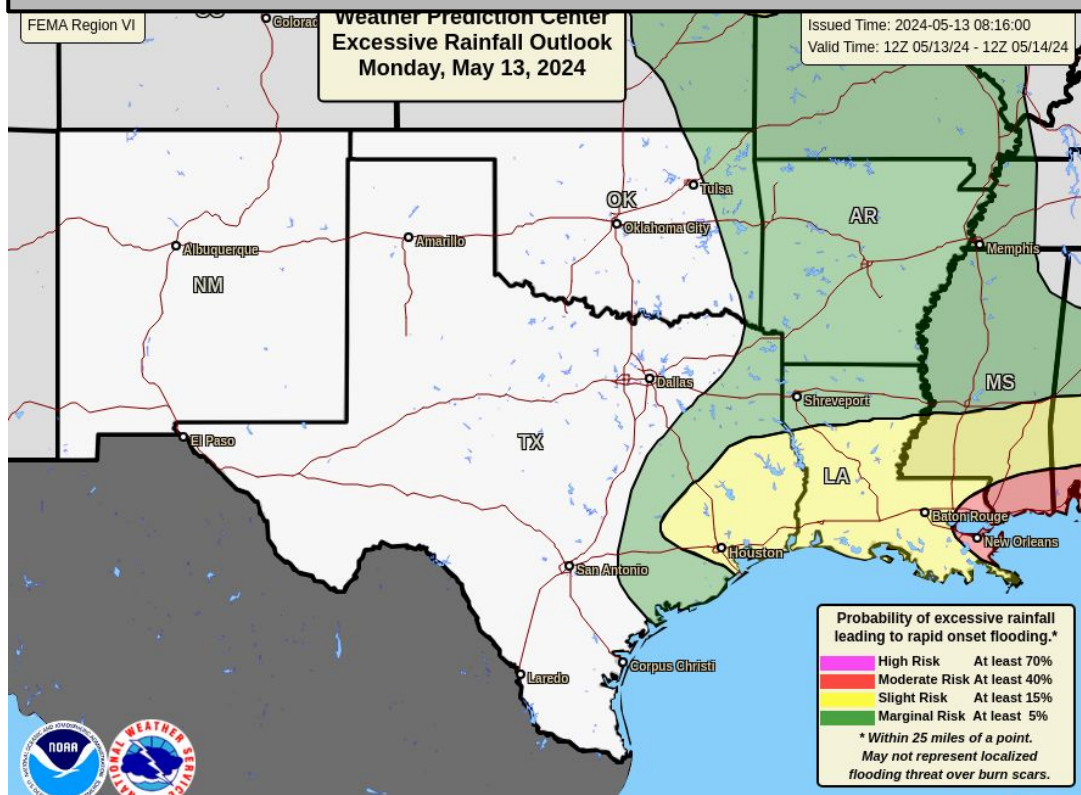 FEMA Region VI
Weather Prediction Center
Excessive Rainfall Outlook
Monday, May 13, 2024
Issued Time: 2024-05-13 08:16:00
Valid Time: 12Z 05/13/24 - 12Z 05/14/24
Tulsa
OK
Oklahoma City
AR
Albuquerque
Amarillo
Memphis
NM
Dallas
MS
Shreveport
El Paso
TX
LA
Baton Rouge
New Orleans
Houston
San Antonio
Corpus Christi
Laredo
Probability of excessive rainfall
leading to rapid onset flooding.*
High Risk At least 70%
Moderate Risk At least 40%
Slight Risk At least 15%
Marginal Risk At least 5%
* Within 25 miles of a point.
May not represent localized
flooding threat over burn scars.
NOAA
NATIONAL WEATHER SERVICE